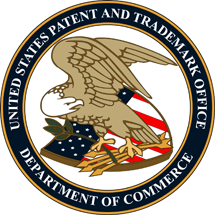 UNITED STATES PATENT AND TRADEMARK OFFICE
DEPARTMENT OF COMMERCE